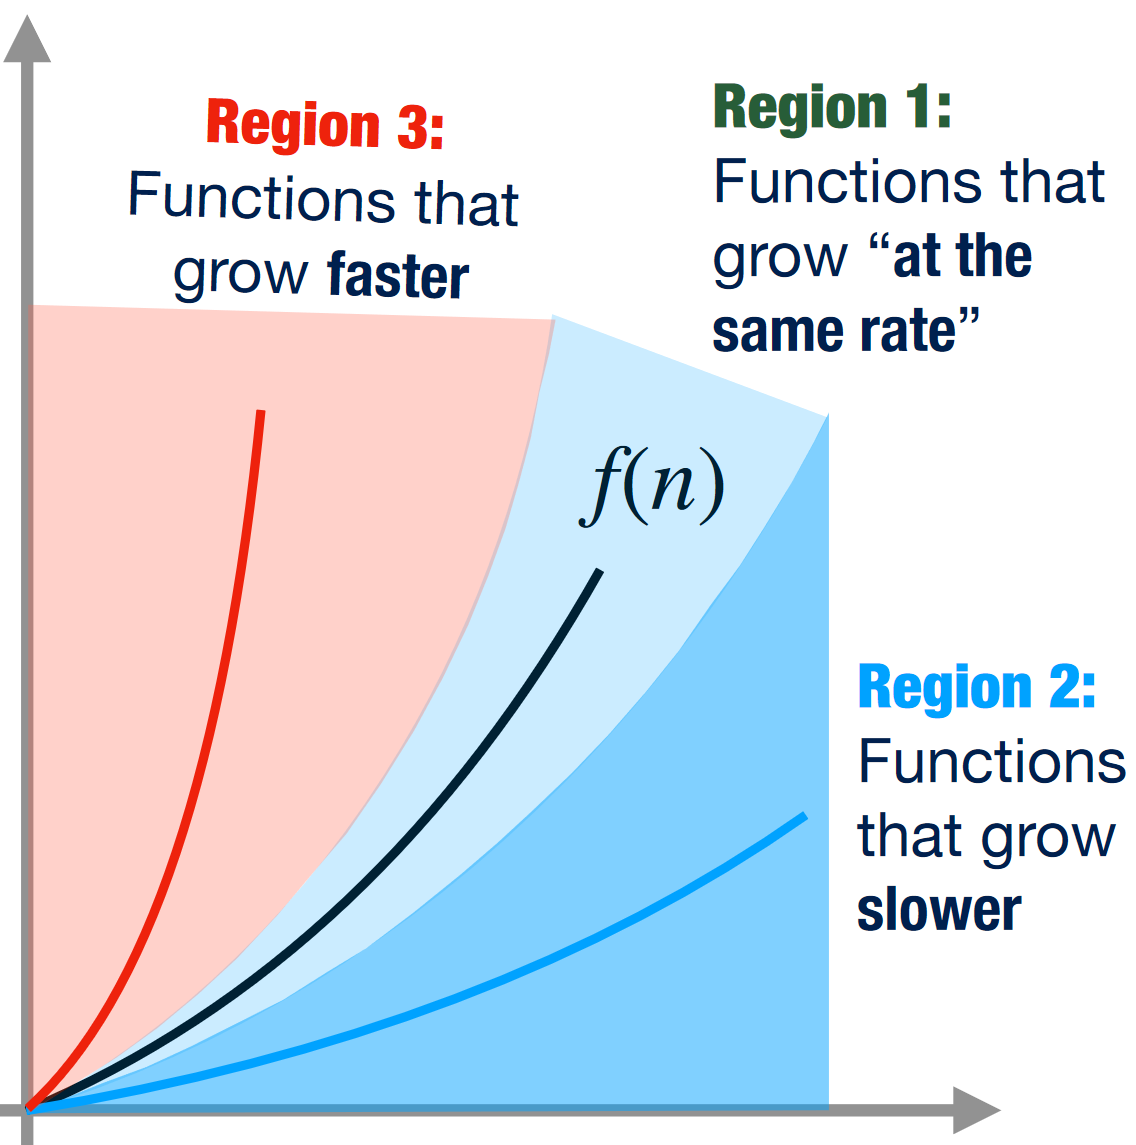 Region 3:
Functions that
grow faster
Region 1:
Functions that
grow “at the
same rate”
f(n)
Region 2:
Functions
that grow
slower